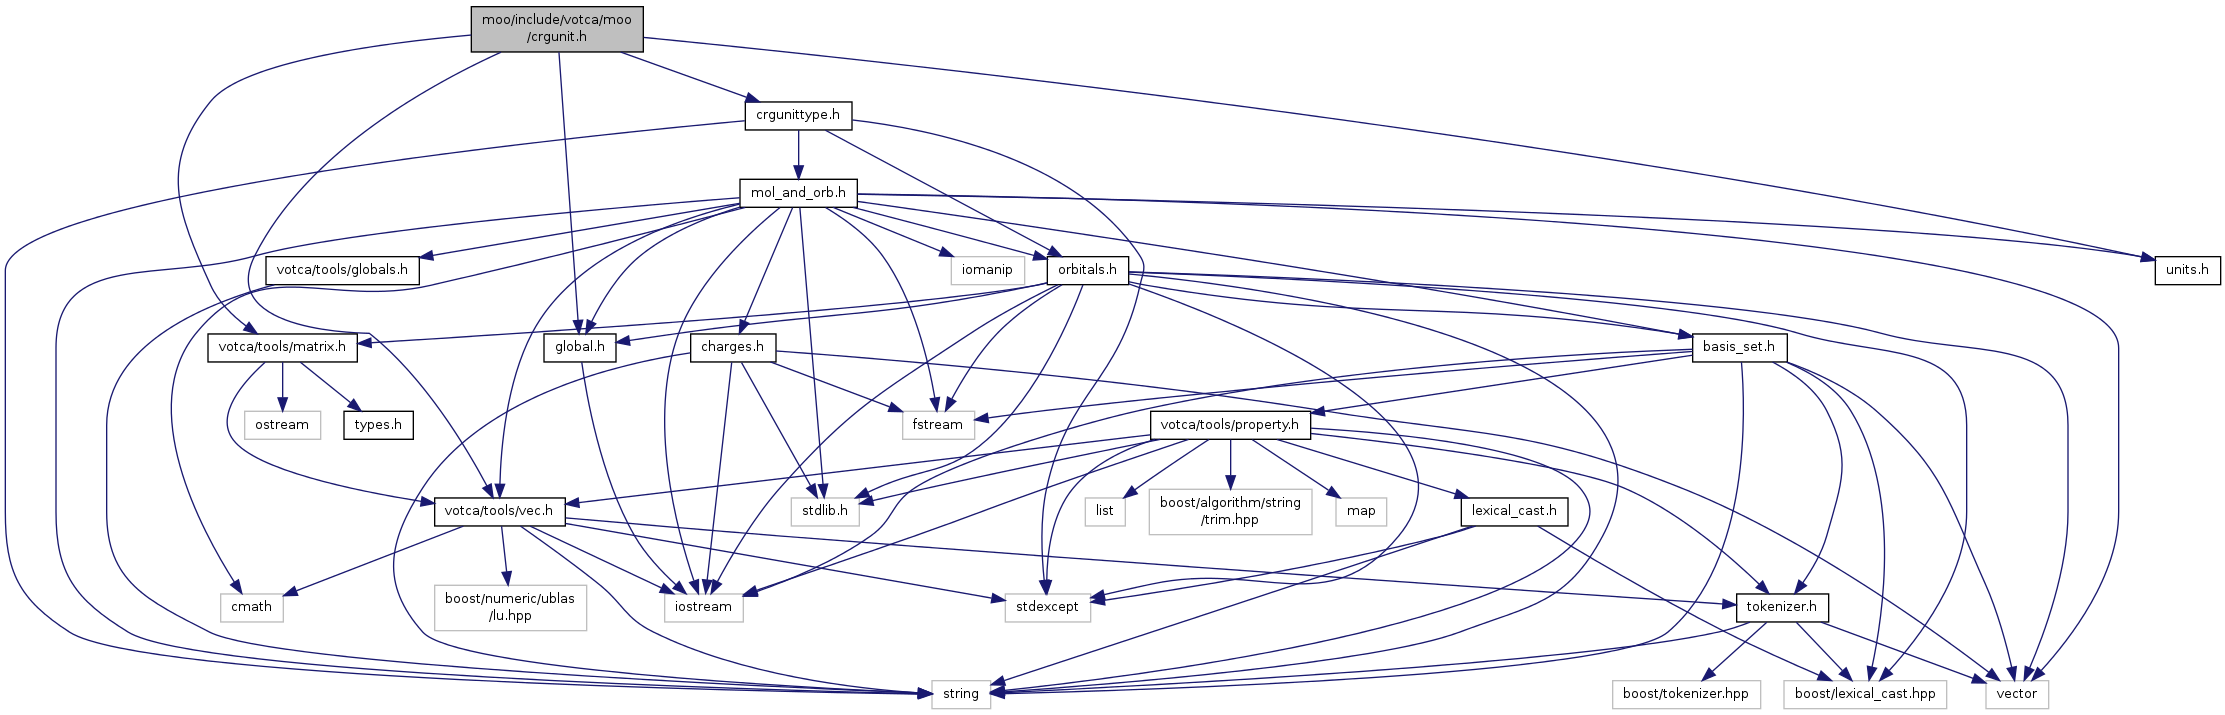 moo/include/votca/moo
/crgunit.h
crgunittype.h
mol_and_orb.h
votca/tools/globals.h
iomanip
orbitals.h
units.h
votca/tools/matrix.h
global.h
charges.h
basis_set.h
ostream
types.h
fstream
votca/tools/property.h
votca/tools/vec.h
stdlib.h
list
boost/algorithm/string
/trim.hpp
map
lexical_cast.h
cmath
boost/numeric/ublas
/lu.hpp
iostream
stdexcept
tokenizer.h
string
boost/tokenizer.hpp
boost/lexical_cast.hpp
vector